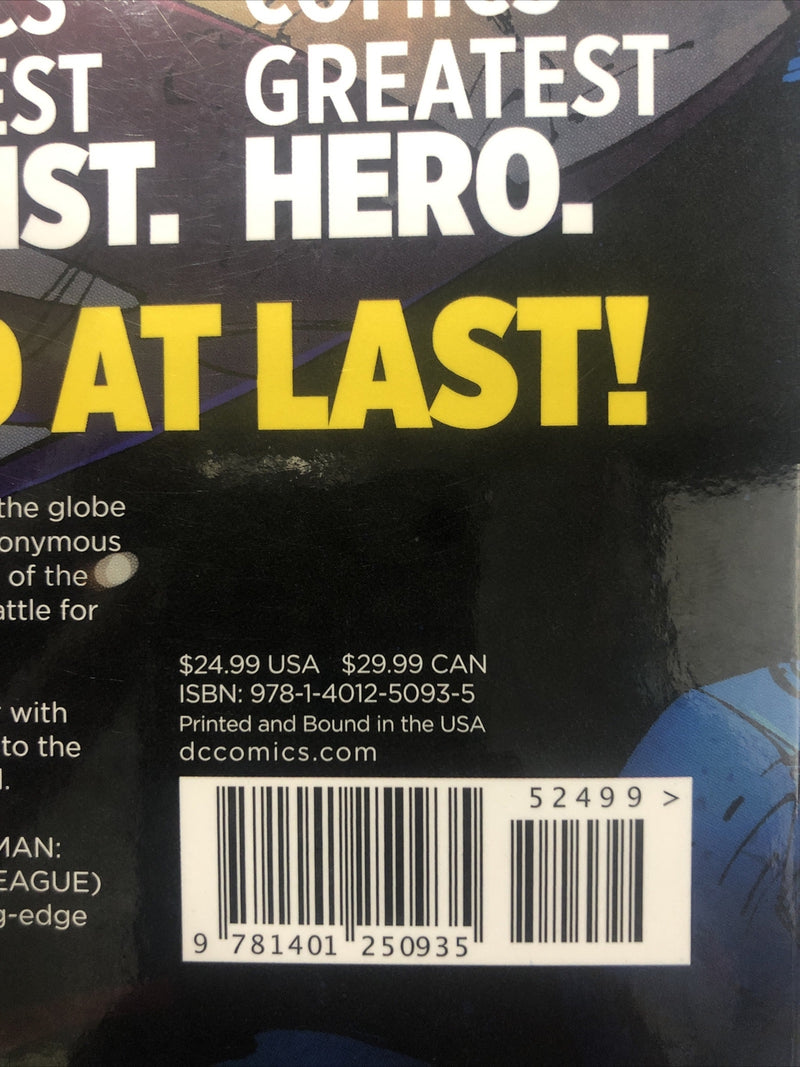 CS COMICS
EST GREATEST
IST. HERO.
AT LAST!
the globe
onymous
of the
attle for
with
to the
MAN:
EAGUE)
g-edge
$24.99 USA $29.99 CAN
ISBN: 978-1-4012-5093-5
Printed and Bound in the USA
dccomics.com
52499 >
9 781401 250935